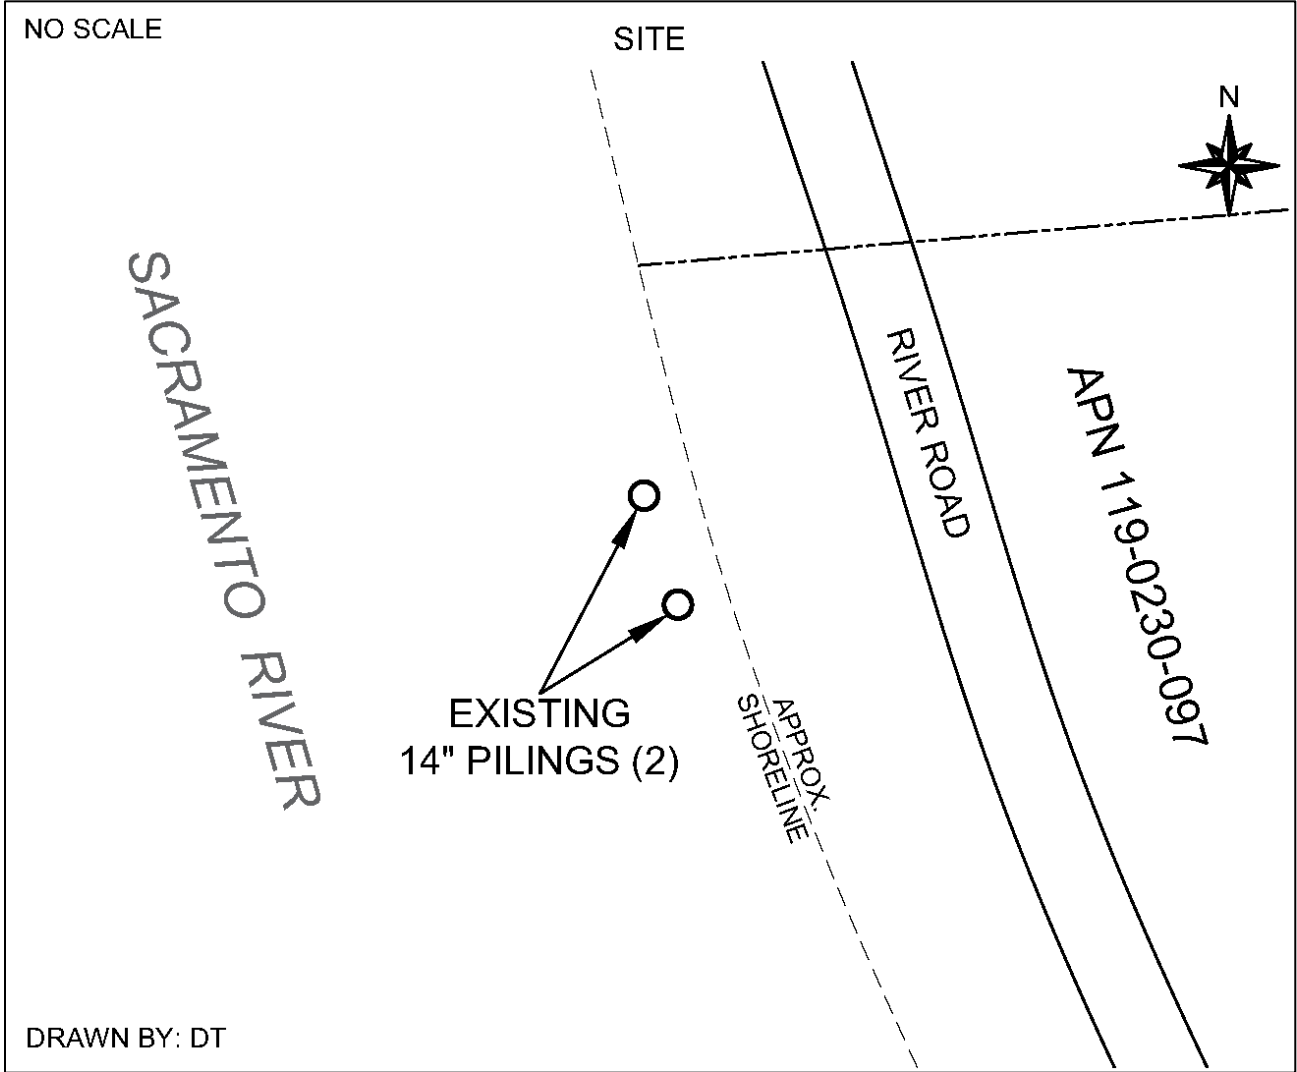 NO SCALE
SITE
N
SACRAMENTO RIVER
RIVER ROAD
APN 119-0230-097
EXISTING
14" PILINGS (2)
APPROX.
SHORELINE
DRAWN BY: DT